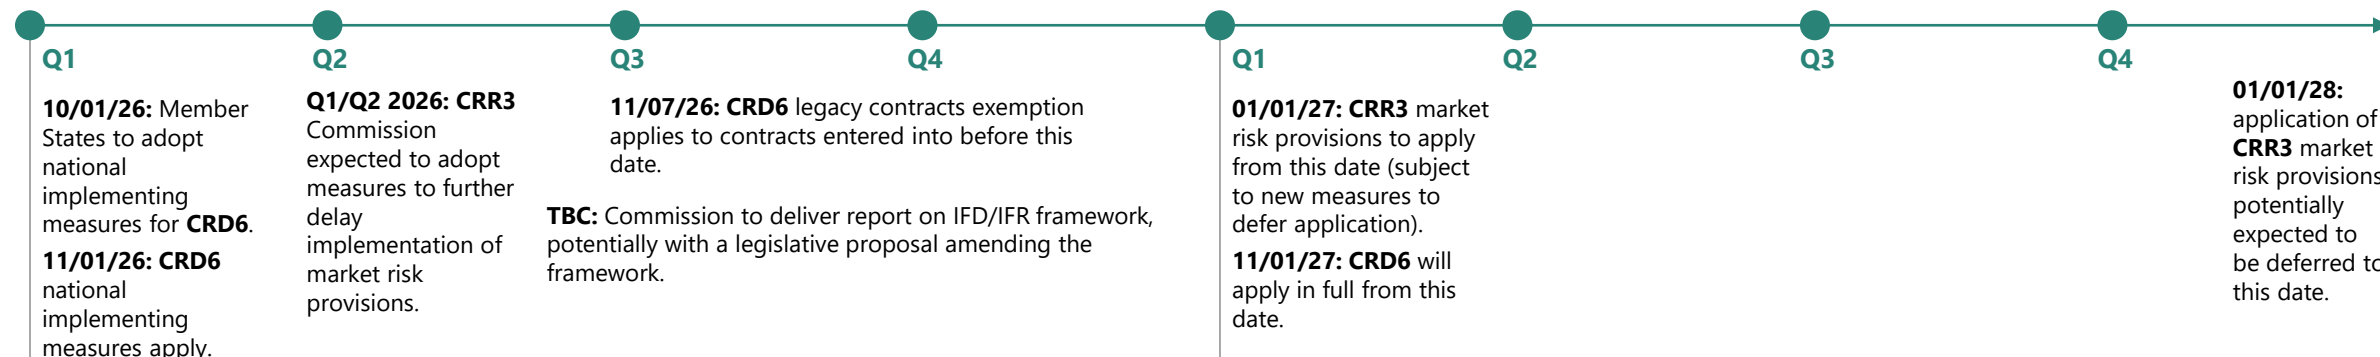 Q1
Q2
Q3
Q4
Q1
Q2
Q3
Q4
10/01/26: Member
States to adopt
national
implementing
measures for CRD6.
11/01/26: CRD6
national
implementing
measures apply.
Q1/Q2 2026: CRR3
Commission
expected to adopt
measures to further
delay
implementation of
market risk
provisions.
11/07/26: CRD6 legacy contracts exemption
applies to contracts entered into before this
date.
TBC: Commission to deliver report on IFD/IFR framework,
potentially with a legislative proposal amending the
framework.
01/01/27: CRR3 market
risk provisions to apply
from this date (subject
to new measures to
defer application).
11/01/27: CRD6 will
apply in full from this
date.
01/01/28:
application of
CRR3 market
risk provisions
potentially
expected to
be deferred to
this date.